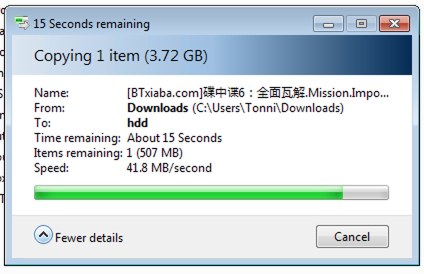 15 Seconds remaining
Copying 1 item (3.72 GB)
Name: [BTxiaba.com]碟中谍6：全面瓦解.Mission.Impo...
From: Downloads (C:\Users\Tonni\Downloads)
To: hdd
Time remaining: About 15 Seconds
Items remaining: 1 (507 MB)
Speed: 41.8 MB/second
Fewer details
Cancel